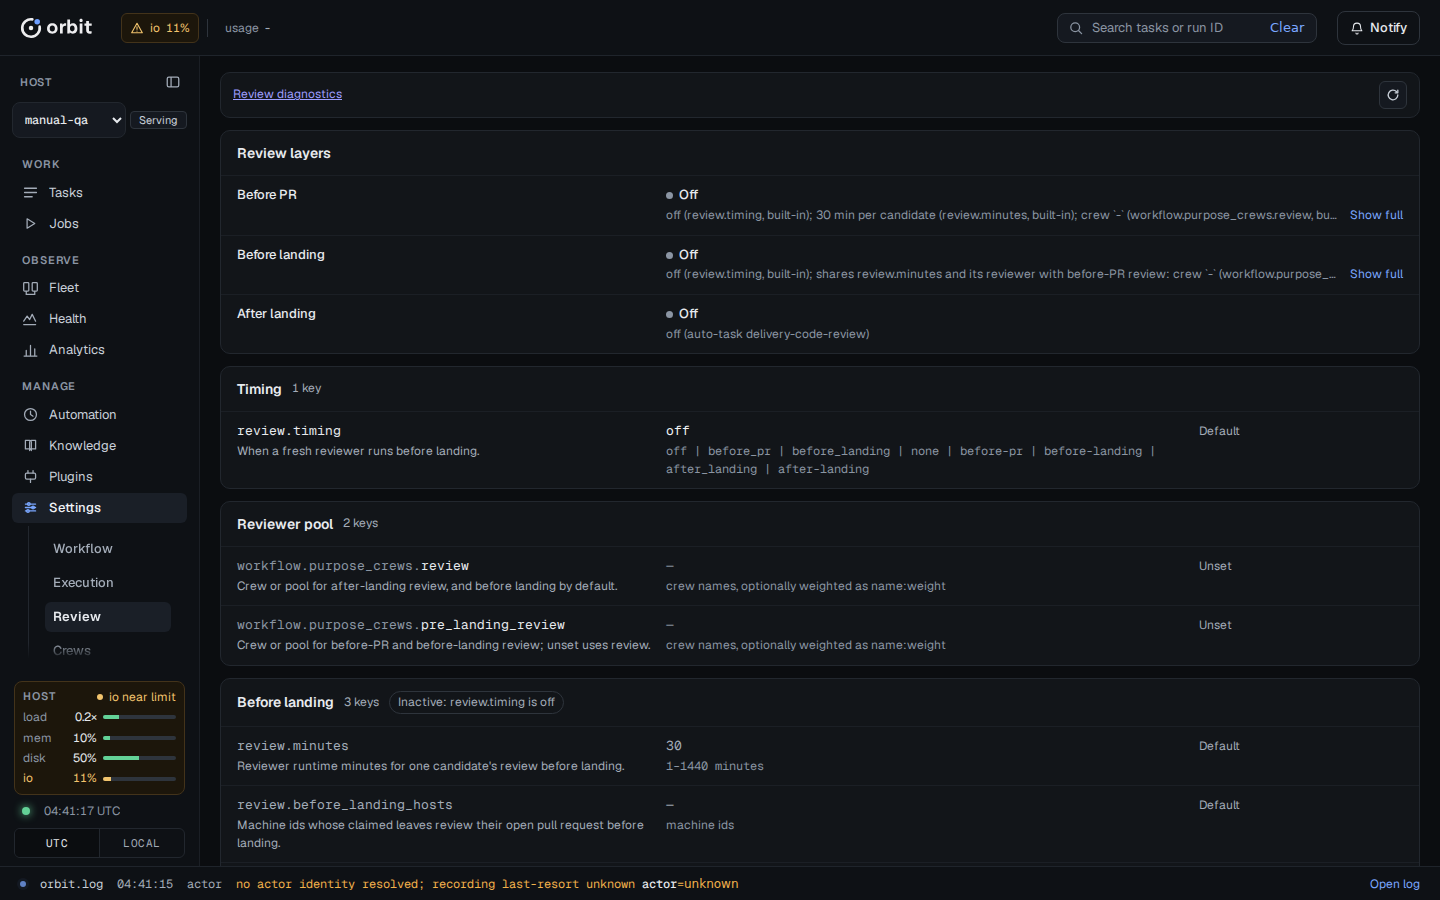 orbit
io 11%
usage -
Search tasks or run ID
Clear
Notify
HOST
manual-qa
Serving
WORK
Tasks
Jobs
OBSERVE
Fleet
Health
Analytics
MANAGE
Automation
Knowledge
Plugins
Settings
Workflow
Execution
Review
Crews
HOST
io near limit
load 0.2×
mem 10%
disk 50%
io 11%
04:41:17 UTC
UTC
LOCAL
Review diagnostics
Review layers
Before PR
Off
off (review.timing, built-in); 30 min per candidate (review.minutes, built-in); crew `-` (workflow.purpose_crews.review, bu...
Show full
Before landing
Off
off (review.timing, built-in); shares review.minutes and its reviewer with before-PR review: crew `-` (workflow.purpose_...
Show full
After landing
Off
off (auto-task delivery-code-review)
Timing 1 key
review.timing
When a fresh reviewer runs before landing.
off
off | before_pr | before_landing | none | before-pr | before-landing |
after_landing | after-landing
Default
Reviewer pool 2 keys
workflow.purpose_crews.review
Crew or pool for after-landing review, and before landing by default.
—
crew names, optionally weighted as name:weight
Unset
workflow.purpose_crews.pre_landing_review
Crew or pool for before-PR and before-landing review; unset uses review.
—
crew names, optionally weighted as name:weight
Unset
Before landing 3 keys Inactive: review.timing is off
review.minutes
Reviewer runtime minutes for one candidate's review before landing.
30
1–1440 minutes
Default
review.before_landing_hosts
Machine ids whose claimed leaves review their open pull request before
landing.
—
machine ids
Default
orbit.log 04:41:15 actor no actor identity resolved; recording last-resort unknown actor=unknown
Open log